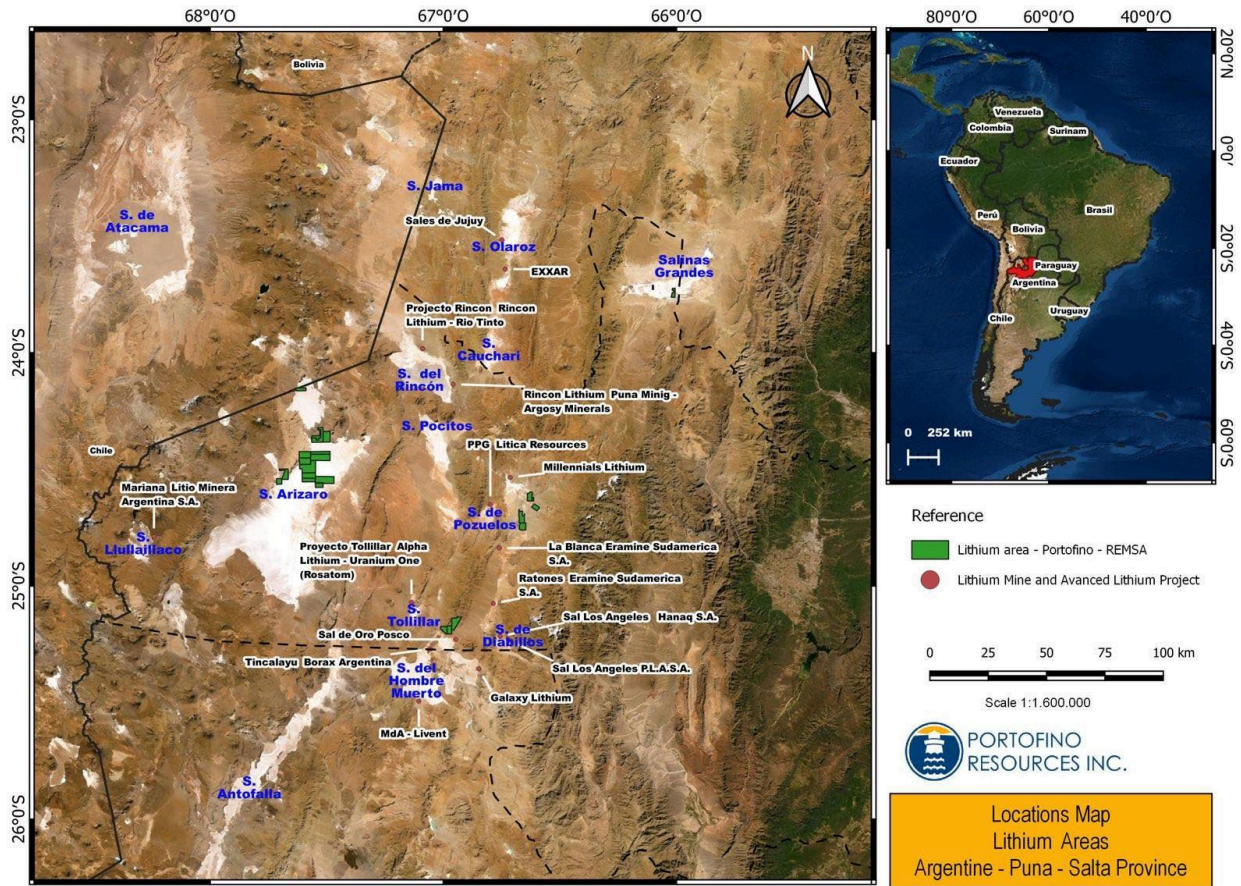 68°0'0
67°0'0
66°0'0
23°0'S
24°0'S
25°0'S
26°0'S
N
Bolivia
S. de
Atacama
S. Jama
Sales de Jujuy
S. Olaroz
EXXAR
Salinas
Grandes
Projecto Rincon Rincon
Lithium - Rio Tinto
S.
Cauchari
S. del
Rincón
Rincon Lithium Puna Minig -
Argosy Minerals
S. Pocitos
PPG Litica Resources
Chile
Millennials Lithium
Mariana Litio Minera
Argentina S.A.
S. Arizaro
S. de
Pozuelos
S.
Llullaillaco
Proyecto Tollillar Alpha
Lithium - Uranium One
(Rosatom)
La Blanca Eramine Sudamerica
S.A.
Ratones Eramine Sudamerica
S.A.
S.
Tollillar
Sal Los Angeles Hanaq S.A.
Sal de Oro Posco
S. de
Diabillos
Tincalayu Borax Argentina
S. del
Hombre
Muerto
Sal Los Angeles P.L.A.S.A.
Galaxy Lithium
MdA - Livent
S.
Antofalla
80°0'0
60°0'0
40°0'0
20°0'N
0°0'
20°0'S
40°0'S
60°0'S
Venezuela
Colombia
Surinam
Ecuador
Perú
Brasil
Bolivia
Paraguay
Argentina
Chile
Uruguay
0 252 km
Reference
Lithium area - Portofino - REMSA
Lithium Mine and Avanced Lithium Project
0 25 50 75 100 km
Scale 1:1.600.000
PORTOFINO
RESOURCES INC.
Locations Map
Lithium Areas
Argentine - Puna - Salta Province